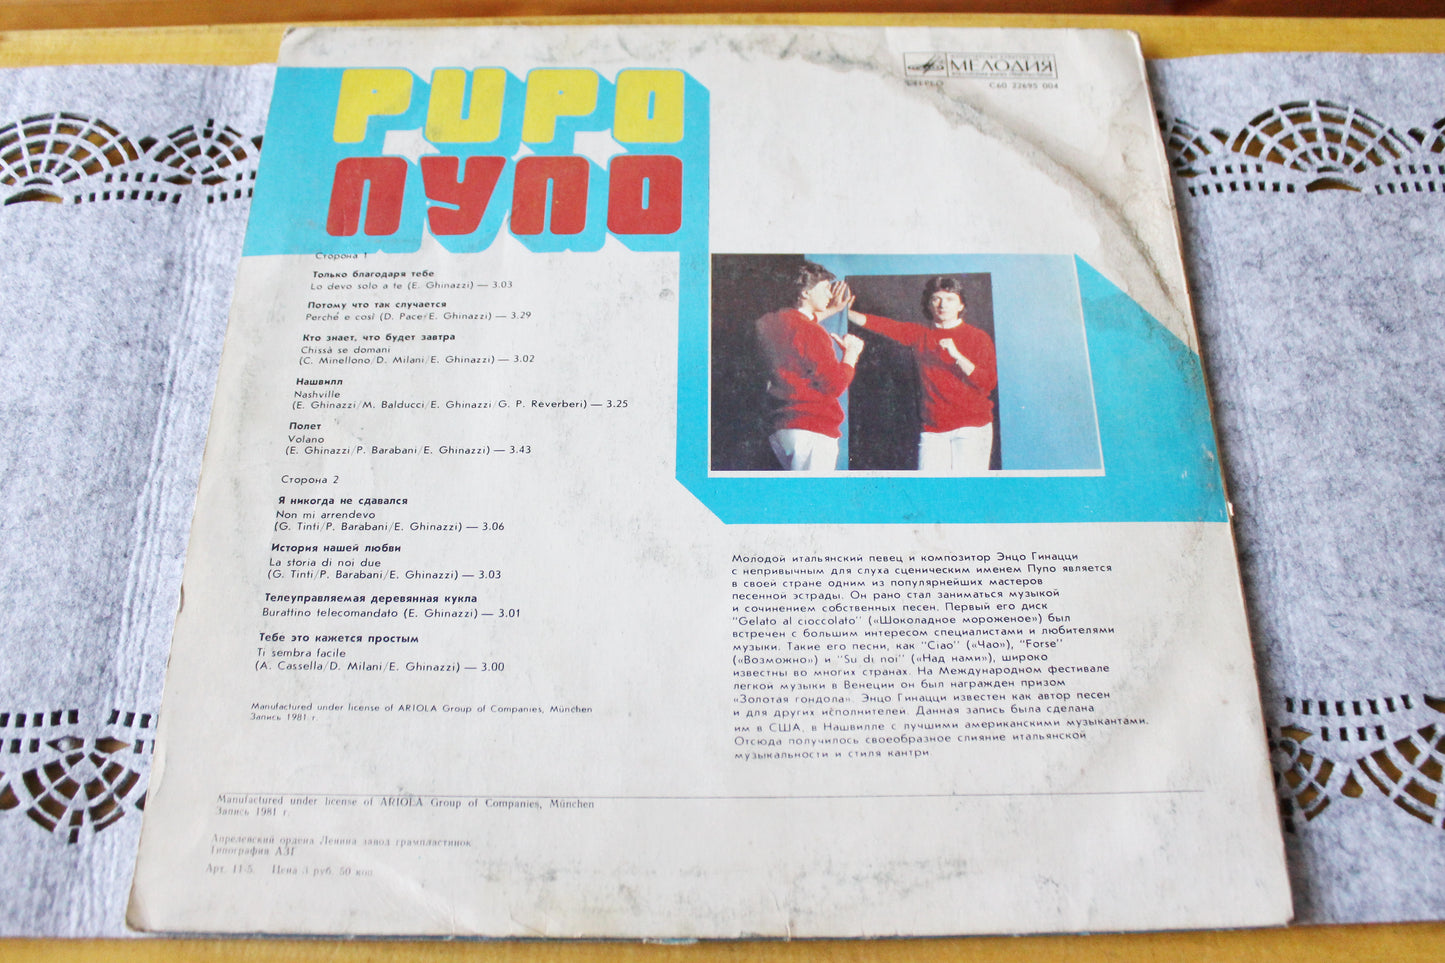 PUPO
ПУПО
МЕЛОДИЯ
СТЕРЕО
С60 22695 004
Сторона 1
Только благодаря тебе
Lo devo solo a te (E. Ghinazzi) — 3.03
Потому что так случается
Perché e così (D. Pace/E. Ghinazzi) — 3.29
Кто знает, что будет завтра
Chissà se domani
(C. Minellono/D. Milani/E. Ghinazzi) — 3.02
Нашвилл
Nashville
(E. Ghinazzi/M. Balducci/E. Ghinazzi/G. P. Reverberi) — 3.25
Полет
Volano
(E. Ghinazzi/P. Barabani/E. Ghinazzi) — 3.43
Сторона 2
Я никогда не сдавался
Non mi arrendevo
(G. Tinti/P. Barabani/E. Ghinazzi) — 3.06
История нашей любви
La storia di noi due
(G. Tinti/P. Barabani/E. Ghinazzi) — 3.03
Телеуправляемая деревянная кукла
Burattino telecomandato (E. Ghinazzi) — 3.01
Тебе это кажется простым
Ti sembra facile
(A. Cassella/D. Milani/E. Ghinazzi) — 3.00
Manufactured under license of ARIOLA Group of Companies, München
Запись 1981 г.
Молодой итальянский певец и композитор Энцо Гинацци
с непривычным для слуха сценическим именем Пупо является
в своей стране одним из популярнейших мастеров
песенной эстрады. Он рано стал заниматься музыкой
и сочинением собственных песен. Первый его диск
"Gelato al cioccolato" («Шоколадное мороженое») был
встречен с большим интересом специалистами и любителями
музыки. Такие его песни, как "Ciao" («Чао»), "Forse"
(«Возможно») и "Su di noi" («Над нами»), широко
известны во многих странах. На Международном фестивале
легкой музыки в Венеции он был награжден призом
«Золотая гондола». Энцо Гинацци известен как автор песен
и для других исполнителей. Данная запись была сделана
им в США, в Нашвилле с лучшими американскими музыкантами.
Отсюда получилось своеобразное слияние итальянской
музыкальности и стиля кантри.
Manufactured under license of ARIOLA Group of Companies, München
Запись 1981 г.
Апрелевский ордена Ленина завод грампластинок
Типография АЗГ
Арт. 11-5. Цена 3 руб. 50 коп.